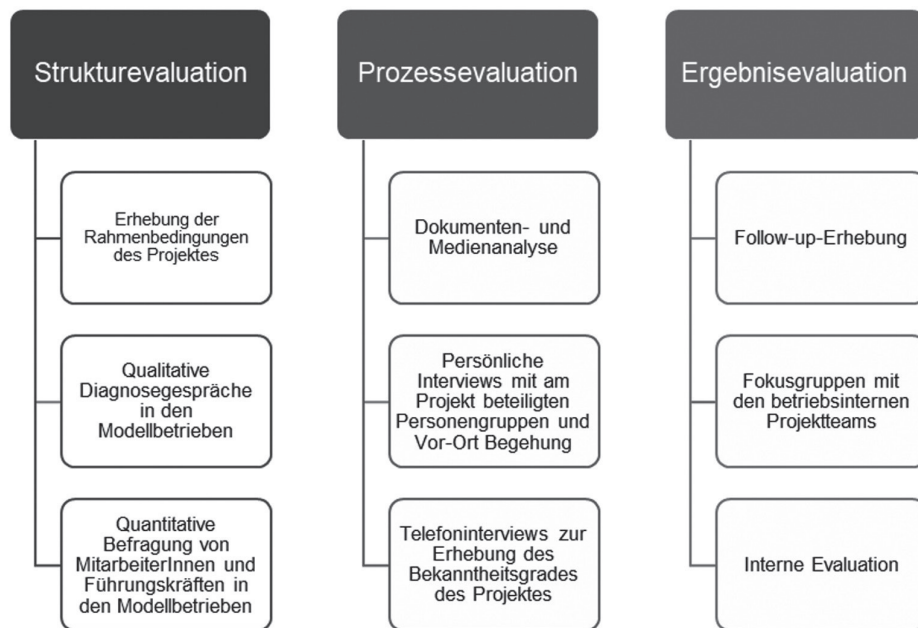 Strukturevaluation
Erhebung der
Rahmenbedingungen
des Projektes
Qualitative
Diagnosegespräche
in den
Modellbetrieben
Quantitative
Befragung von
MitarbeiterInnen und
Führungskräften in
den Modellbetrieben
Prozessevaluation
Dokumenten- und
Medienanalyse
Persönliche
Interviews mit am
Projekt beteiligten
Personengruppen und
Vor-Ort Begehung
Telefoninterviews zur
Erhebung des
Bekanntheitsgrades
des Projektes
Ergebnisevaluation
Follow-up-Erhebung
Fokusgruppen mit
den betriebsinternen
Projektteams
Interne Evaluation